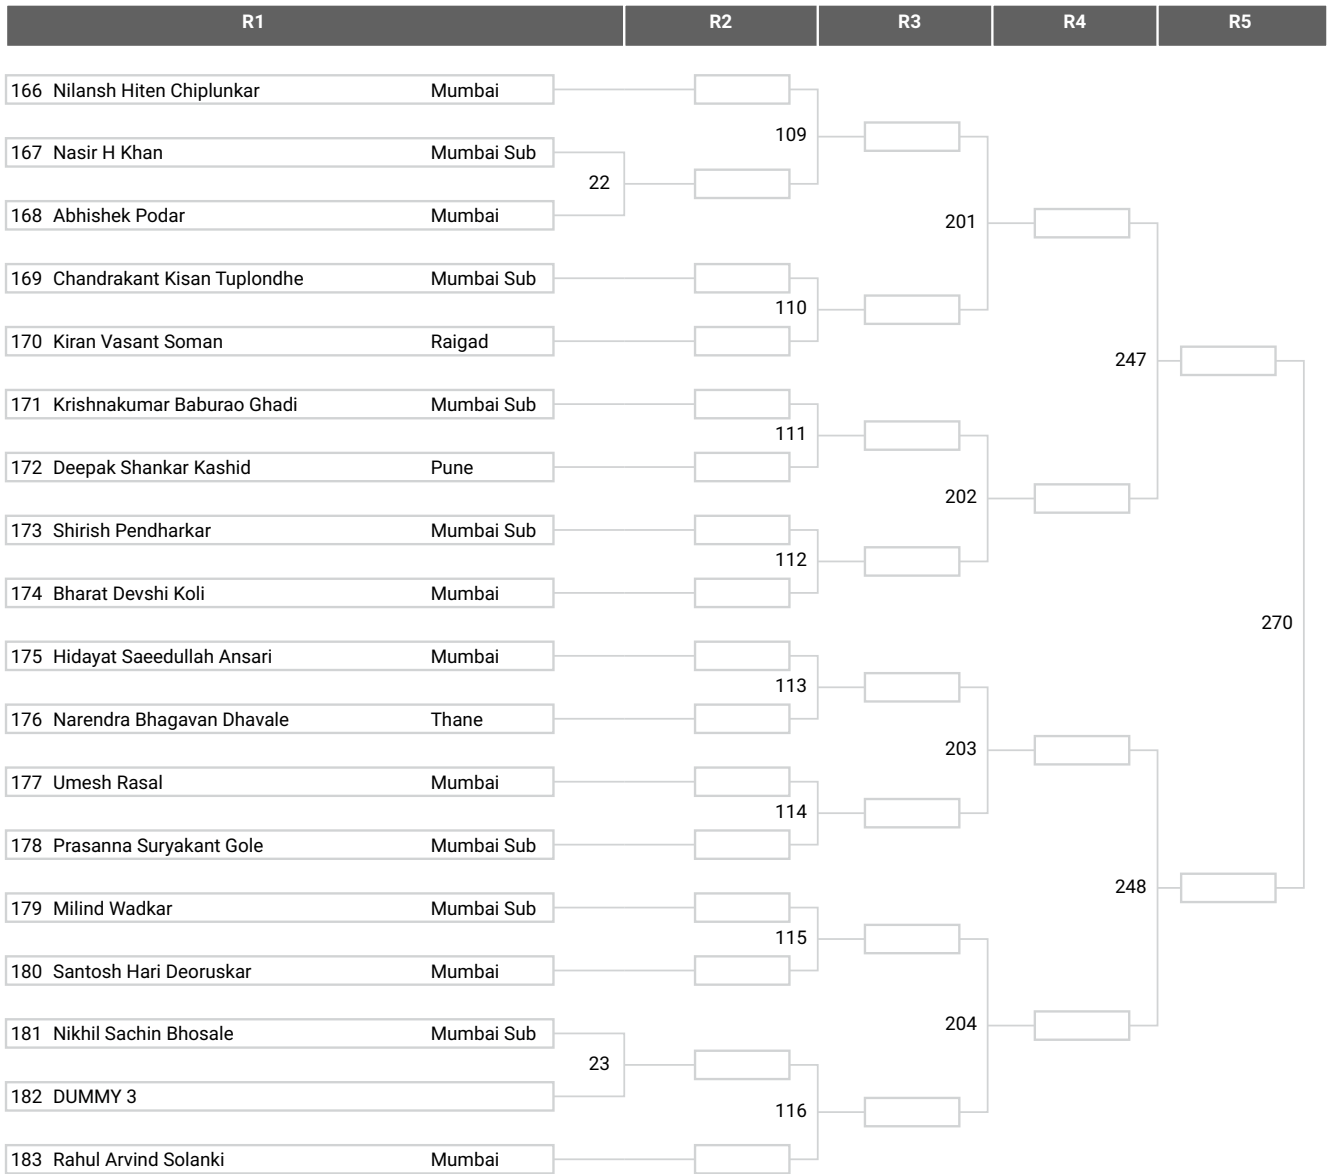 R1 R2 R3 R4 R5
166 Nilansh Hiten Chiplunkar Mumbai
109
167 Nasir H Khan Mumbai Sub
22
168 Abhishek Podar Mumbai
201
169 Chandrakant Kisan Tuplondhe Mumbai Sub
110
170 Kiran Vasant Soman Raigad
247
171 Krishnakumar Baburao Ghadi Mumbai Sub
111
172 Deepak Shankar Kashid Pune
202
173 Shirish Pendharkar Mumbai Sub
112
174 Bharat Devshi Koli Mumbai
270
175 Hidayat Saeedullah Ansari Mumbai
113
176 Narendra Bhagavan Dhavale Thane
203
177 Umesh Rasal Mumbai
114
178 Prasanna Suryakant Gole Mumbai Sub
248
179 Milind Wadkar Mumbai Sub
115
180 Santosh Hari Deoruskar Mumbai
204
181 Nikhil Sachin Bhosale Mumbai Sub
23
182 DUMMY 3
116
183 Rahul Arvind Solanki Mumbai